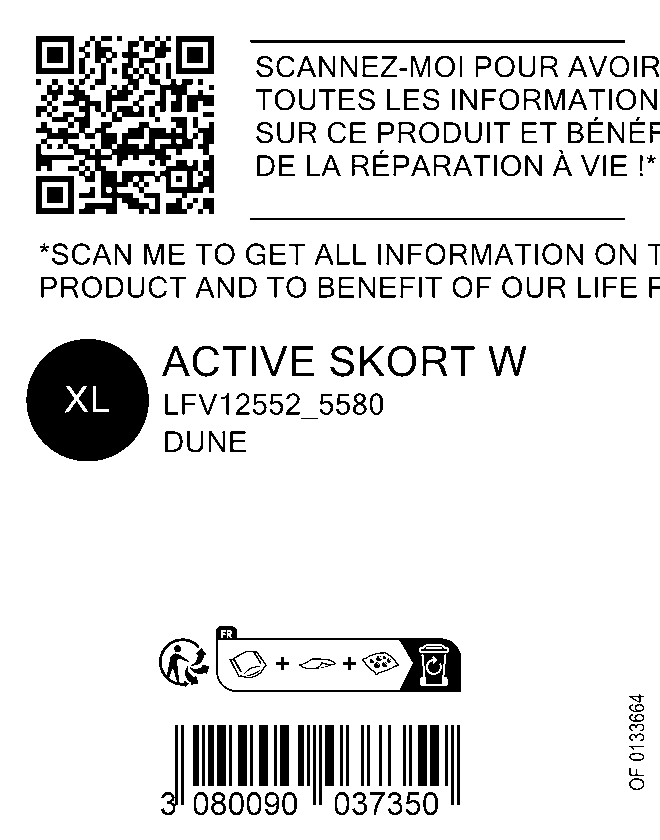 SCANNEZ-MOI POUR AVOIR
TOUTES LES INFORMATION
SUR CE PRODUIT ET BÉNÉF
DE LA RÉPARATION À VIE !*
*SCAN ME TO GET ALL INFORMATION ON T
PRODUCT AND TO BENEFIT OF OUR LIFE R
XL
ACTIVE SKORT W
LFV12552_5580
DUNE
FR
3 080090 037350
OF 0133664